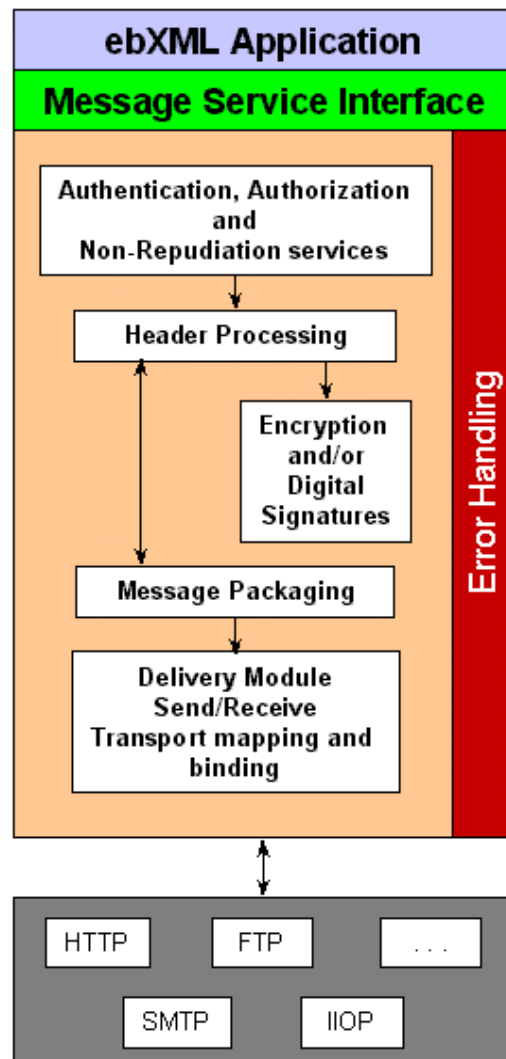 ebXML Application
Message Service Interface
Authentication, Authorization
and
Non-Repudiation services
Header Processing
Encryption
and/or
Digital
Signatures
Message Packaging
Delivery Module
Send/Receive
Transport mapping and
binding
Error Handling
HTTP
FTP
. . .
SMTP
IIOP